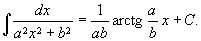 ∫ dx / (a²x² + b²) = 1/(ab) arctg a/b x + C.